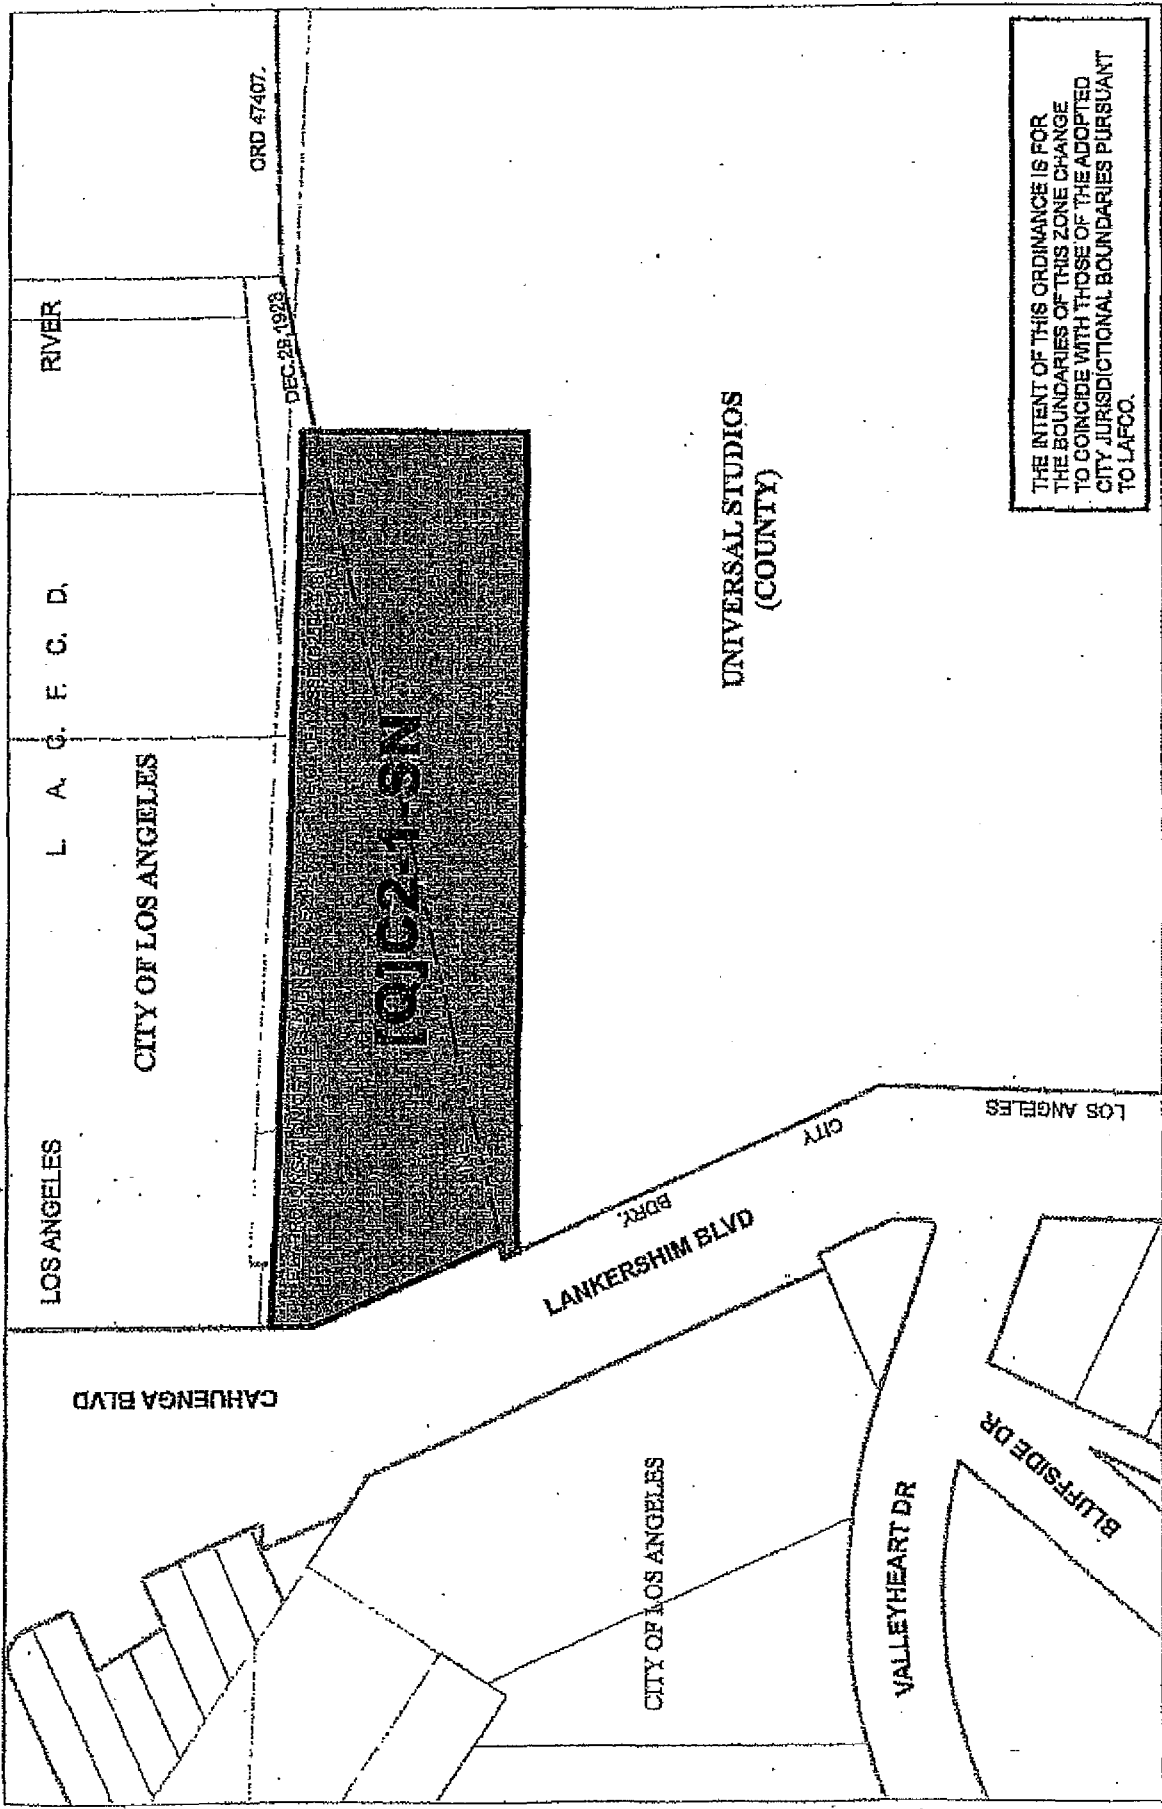 LOS ANGELES
L A. C. F. C. D.
RIVER
CITY OF LOS ANGELES
ORD 47407,
DEC. 29, 1923
CAHUENGA BLVD
[Q]C2-1-SN
LANKERSHIM BLVD
BDRY.
CITY
LOS ANGELES
UNIVERSAL STUDIOS
(COUNTY)
CITY OF LOS ANGELES
VALLEYHEART DR
BLUFFSIDE DR
THE INTENT OF THIS ORDINANCE IS FOR
THE BOUNDARIES OF THIS ZONE CHANGE
TO COINCIDE WITH THOSE OF THE ADOPTED
CITY JURISDICTIONAL BOUNDARIES PURSUANT
TO LAFCO.